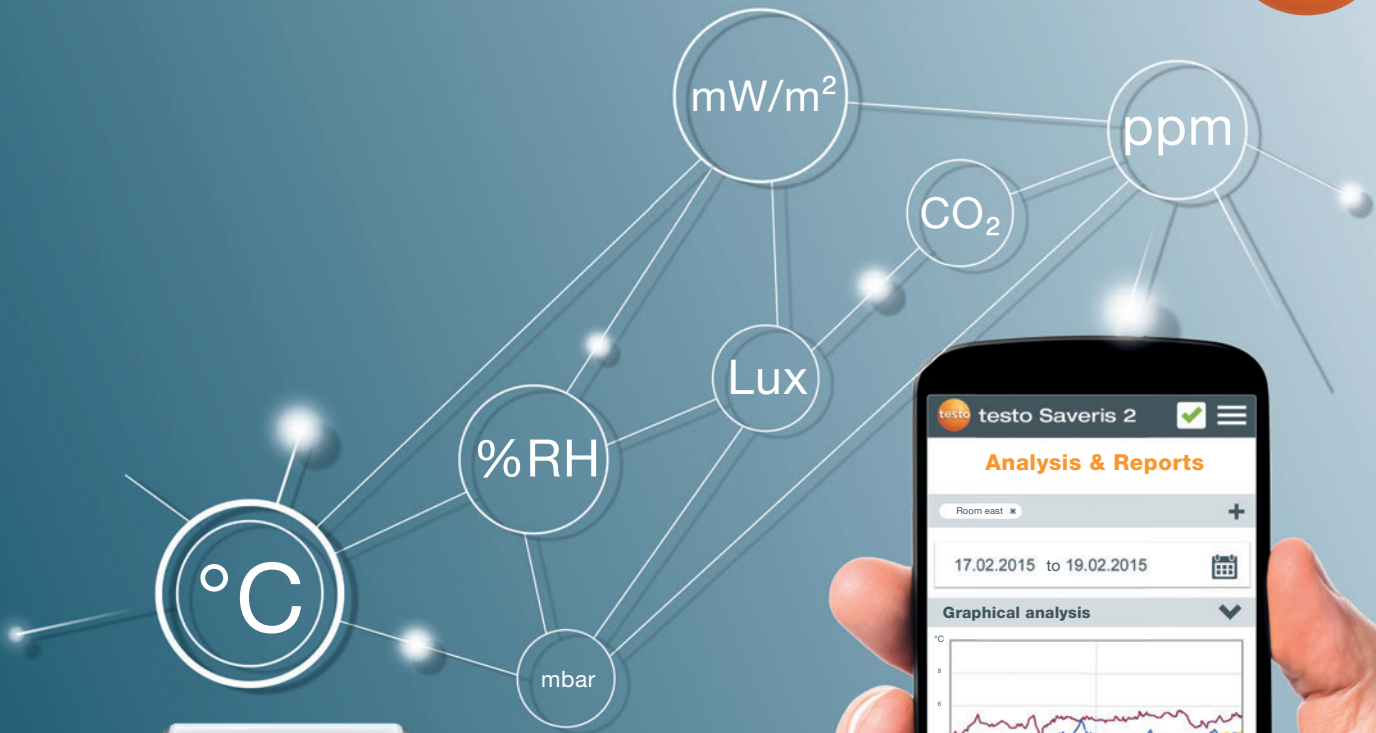 mW/m²
ppm
CO₂
Lux
%RH
°C
mbar
testo testo Saveris 2
Analysis & Reports
Room east ×
+
17.02.2015 to 19.02.2015
Graphical analysis
°C
8
6